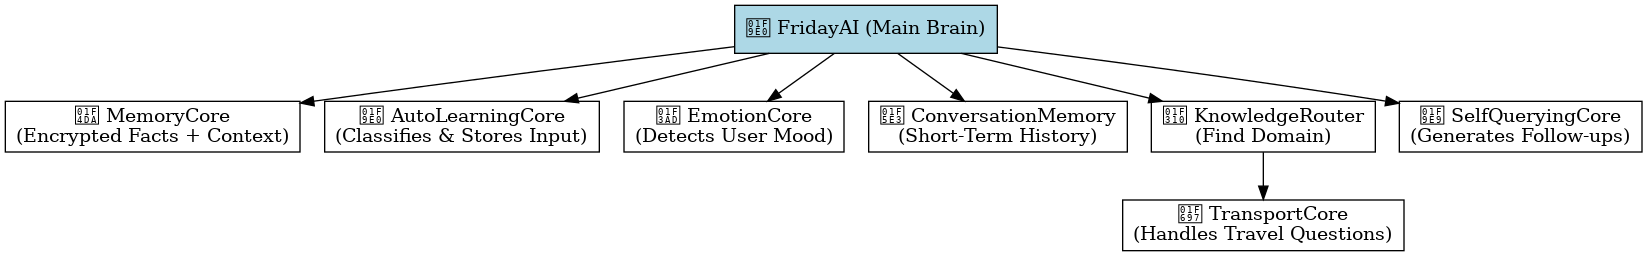 🧠 FridayAI (Main Brain)
📚 MemoryCore
(Encrypted Facts + Context)
🧠 AutoLearningCore
(Classifies & Stores Input)
🎭 EmotionCore
(Detects User Mood)
🗣 ConversationMemory
(Short-Term History)
🌐 KnowledgeRouter
(Find Domain)
🧩 SelfQueryingCore
(Generates Follow-ups)
🚗 TransportCore
(Handles Travel Questions)